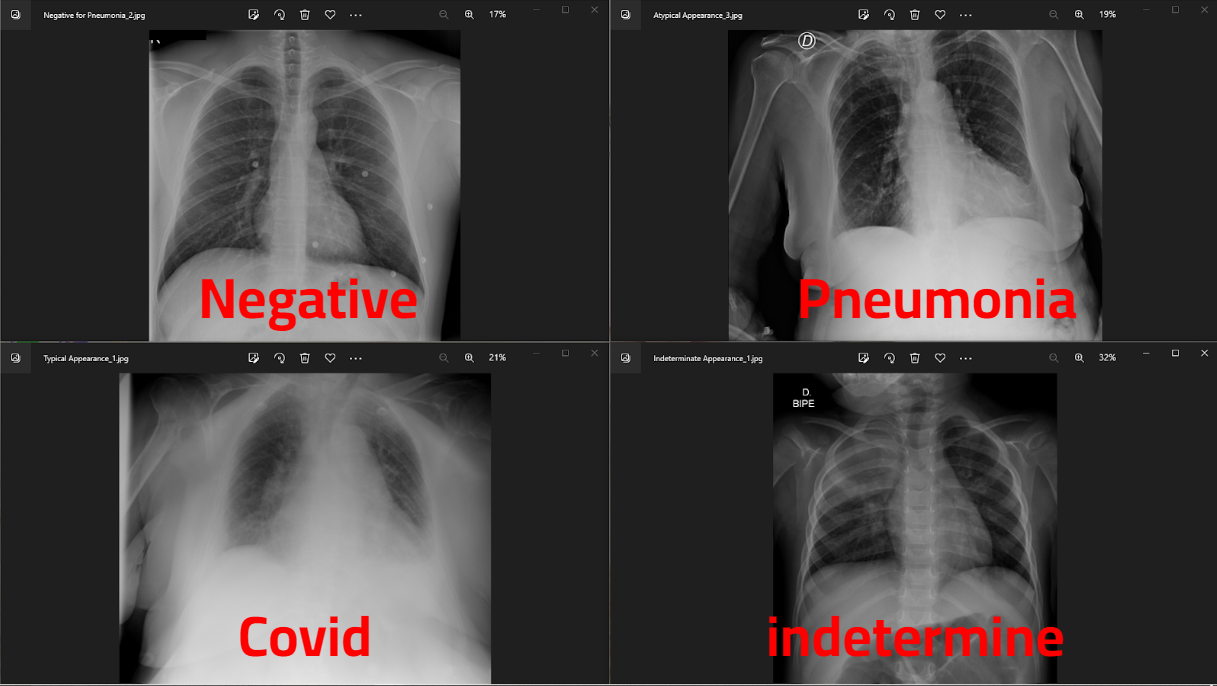 Negative for Pneumonia_2.jpg
17%
Negative
Atypical Appearance_3.jpg
19%
D
Pneumonia
Typical Appearance_1.jpg
21%
Covid
Indeterminate Appearance_1.jpg
32%
D.
BIPE
indetermine